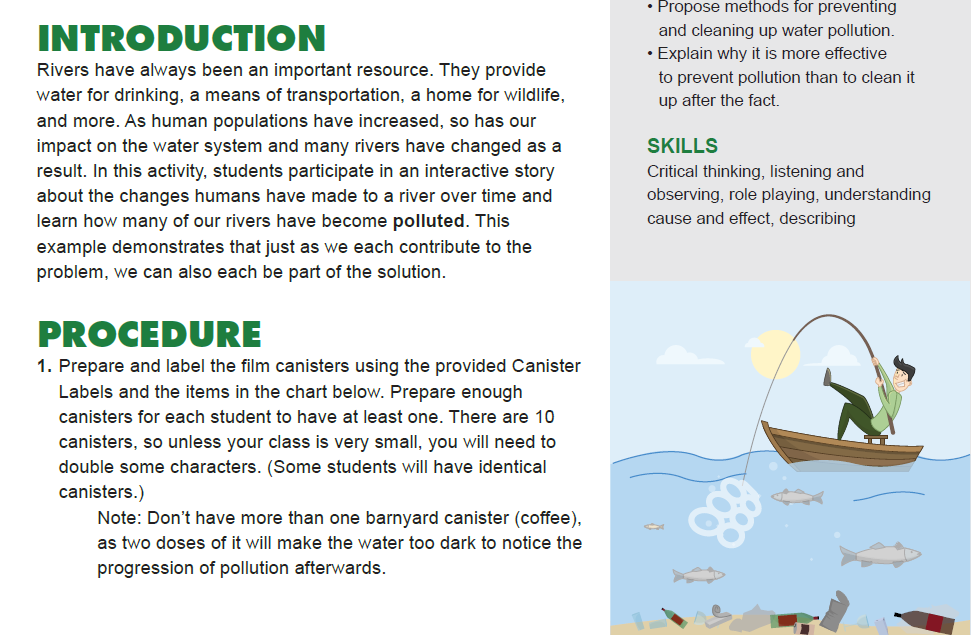 INTRODUCTION
Rivers have always been an important resource. They provide
water for drinking, a means of transportation, a home for wildlife,
and more. As human populations have increased, so has our
impact on the water system and many rivers have changed as a
result. In this activity, students participate in an interactive story
about the changes humans have made to a river over time and
learn how many of our rivers have become polluted. This
example demonstrates that just as we each contribute to the
problem, we can also each be part of the solution.
PROCEDURE
1. Prepare and label the film canisters using the provided Canister
Labels and the items in the chart below. Prepare enough
canisters for each student to have at least one. There are 10
canisters, so unless your class is very small, you will need to
double some characters. (Some students will have identical
canisters.)
Note: Don’t have more than one barnyard canister (coffee),
as two doses of it will make the water too dark to notice the
progression of pollution afterwards.
• Propose methods for preventing
and cleaning up water pollution.
• Explain why it is more effective
to prevent pollution than to clean it
up after the fact.
SKILLS
Critical thinking, listening and
observing, role playing, understanding
cause and effect, describing